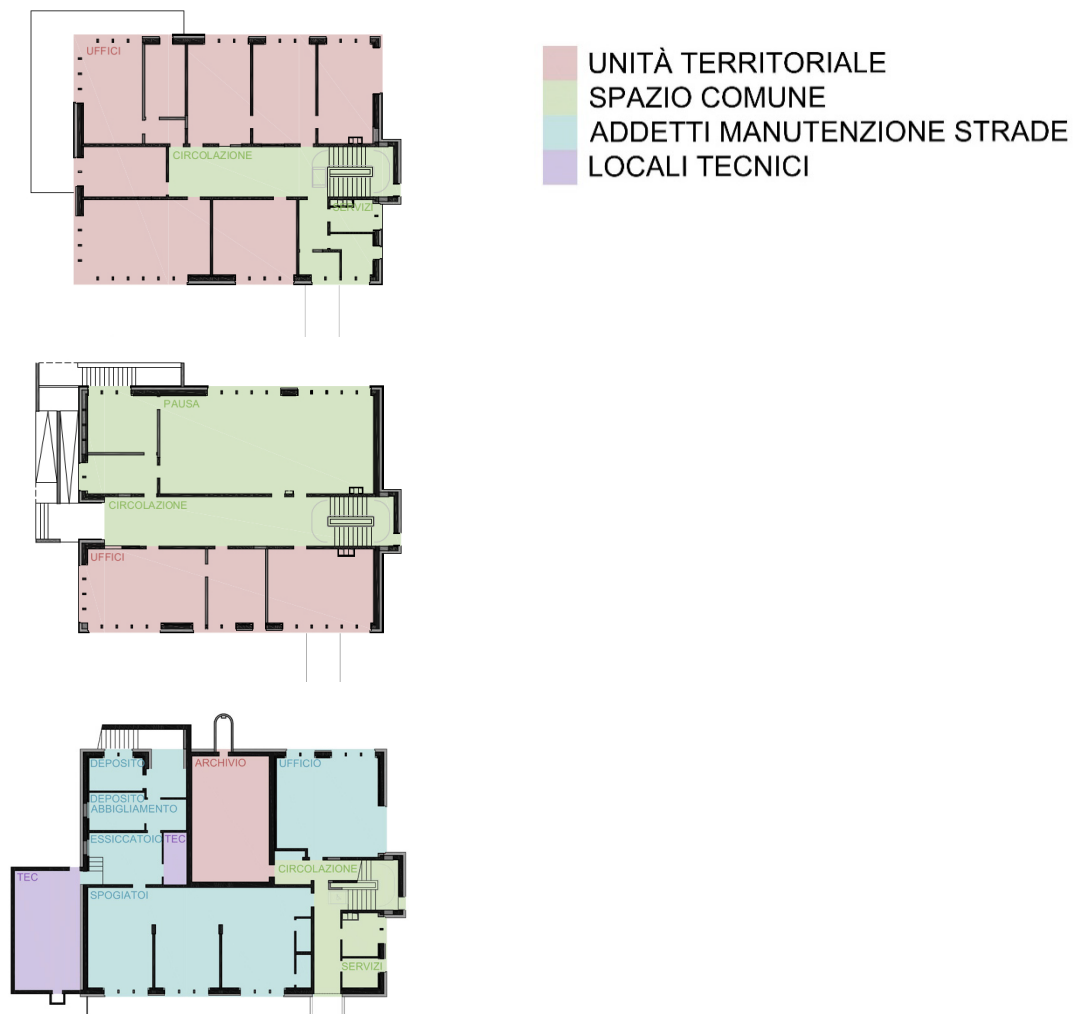 UFFICI
CIRCOLAZIONE
SERVIZI
UNITÀ TERRITORIALE
SPAZIO COMUNE
ADDETTI MANUTENZIONE STRADE
LOCALI TECNICI
PAUSA
CIRCOLAZIONE
UFFICI
DEPOSITO
ARCHIVIO
UFFICIO
DEPOSITO
ABBIGLIAMENTO
ESSICCATOIO
TEC
CIRCOLAZIONE
TEC
SPOGIATOI
SERVIZI